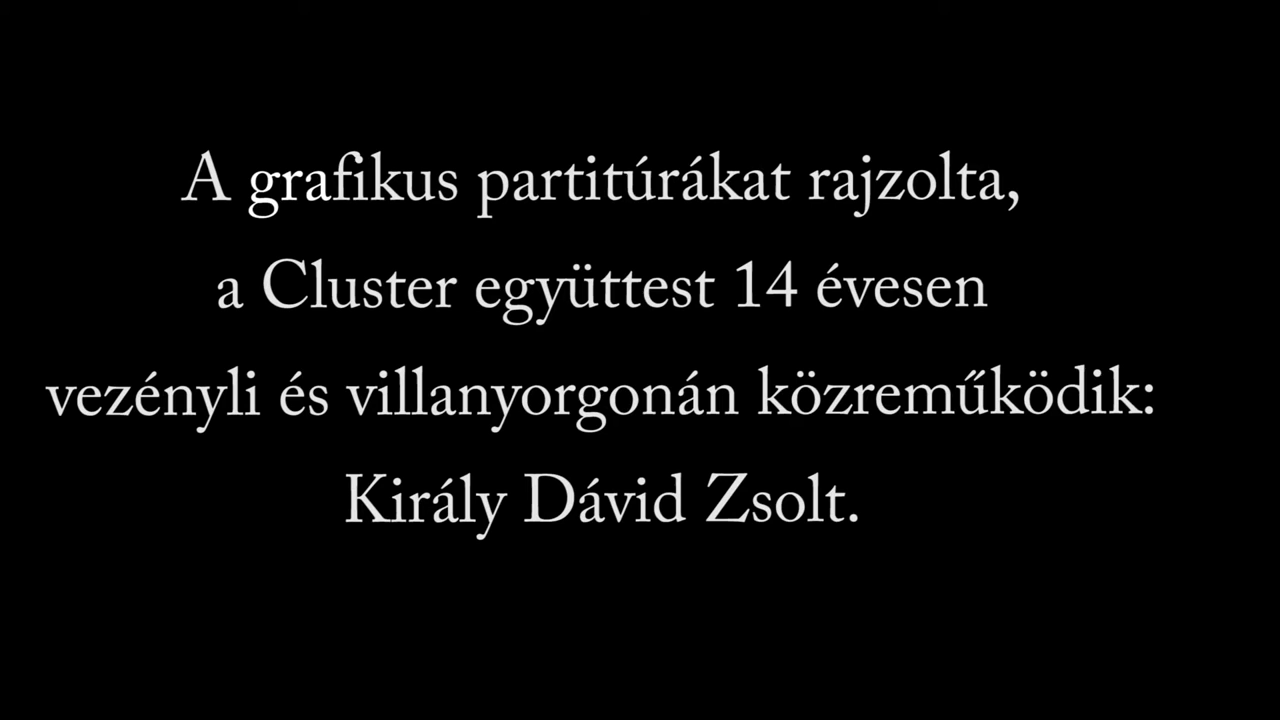 A grafikus partitúrákat rajzolta,
a Cluster együttest 14 évesen
vezényli és villanyorgonán közreműködik:
Király Dávid Zsolt.